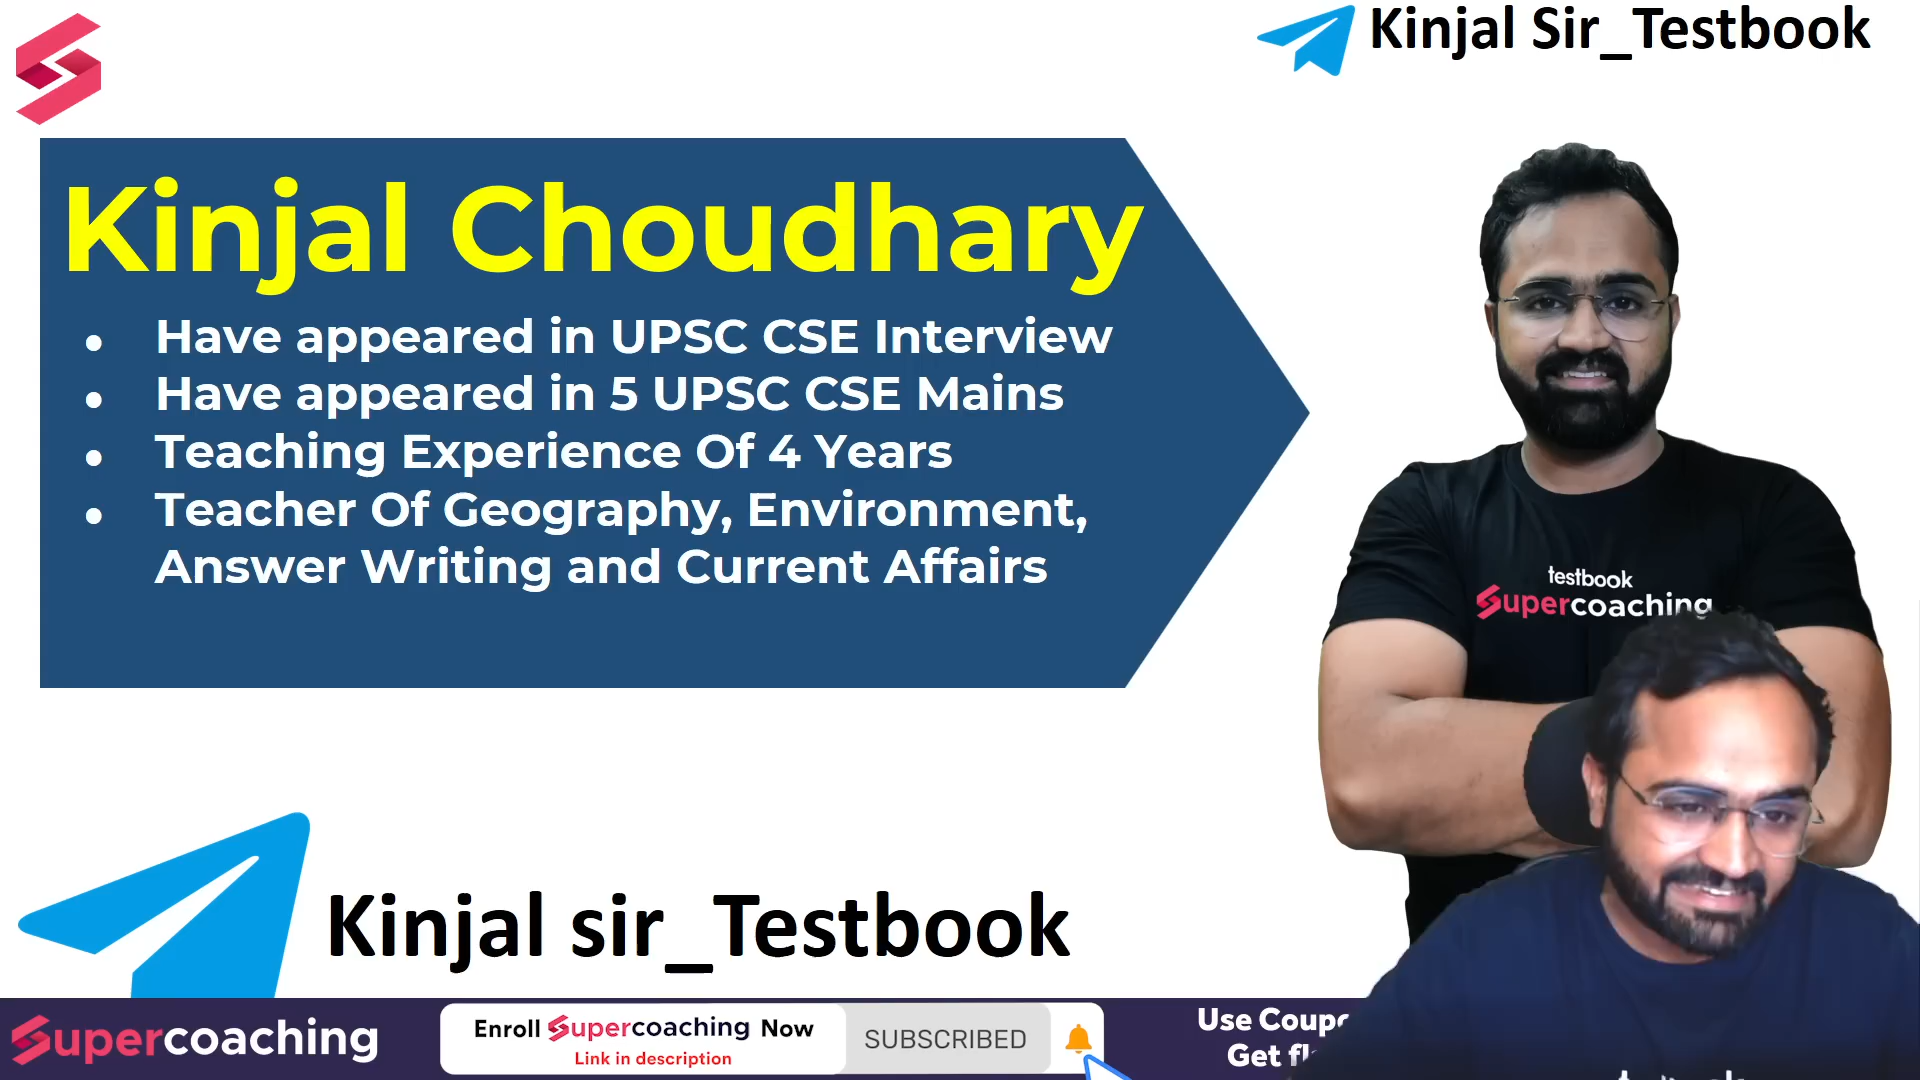 Kinjal Sir_Testbook
Kinjal Choudhary
• Have appeared in UPSC CSE Interview
• Have appeared in 5 UPSC CSE Mains
• Teaching Experience Of 4 Years
• Teacher Of Geography, Environment,
Answer Writing and Current Affairs
testbook
Supercoaching
Kinjal sir_Testbook
Supercoaching
Enroll Supercoaching Now
Link in description
SUBSCRIBED
Use
Get